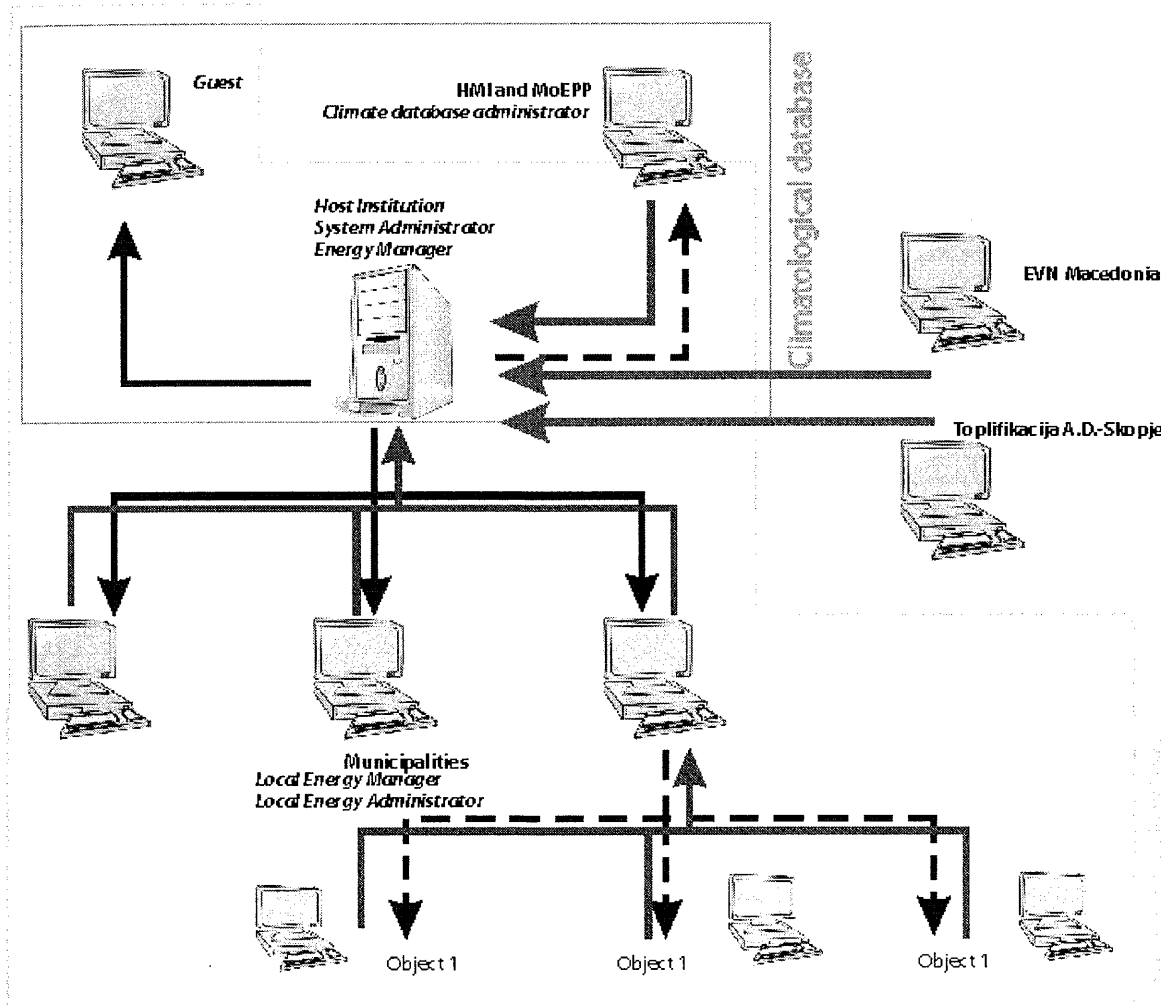 Guest
HMI and MoEPP
Climate database administrator
Climatological database
Host Institution
System Administrator
Energy Manager
EVN Macedonia
Toplifikacija A.D.-Skopje
Municipalities
Local Energy Manager
Local Energy Administrator
Object 1
Object 1
Object 1